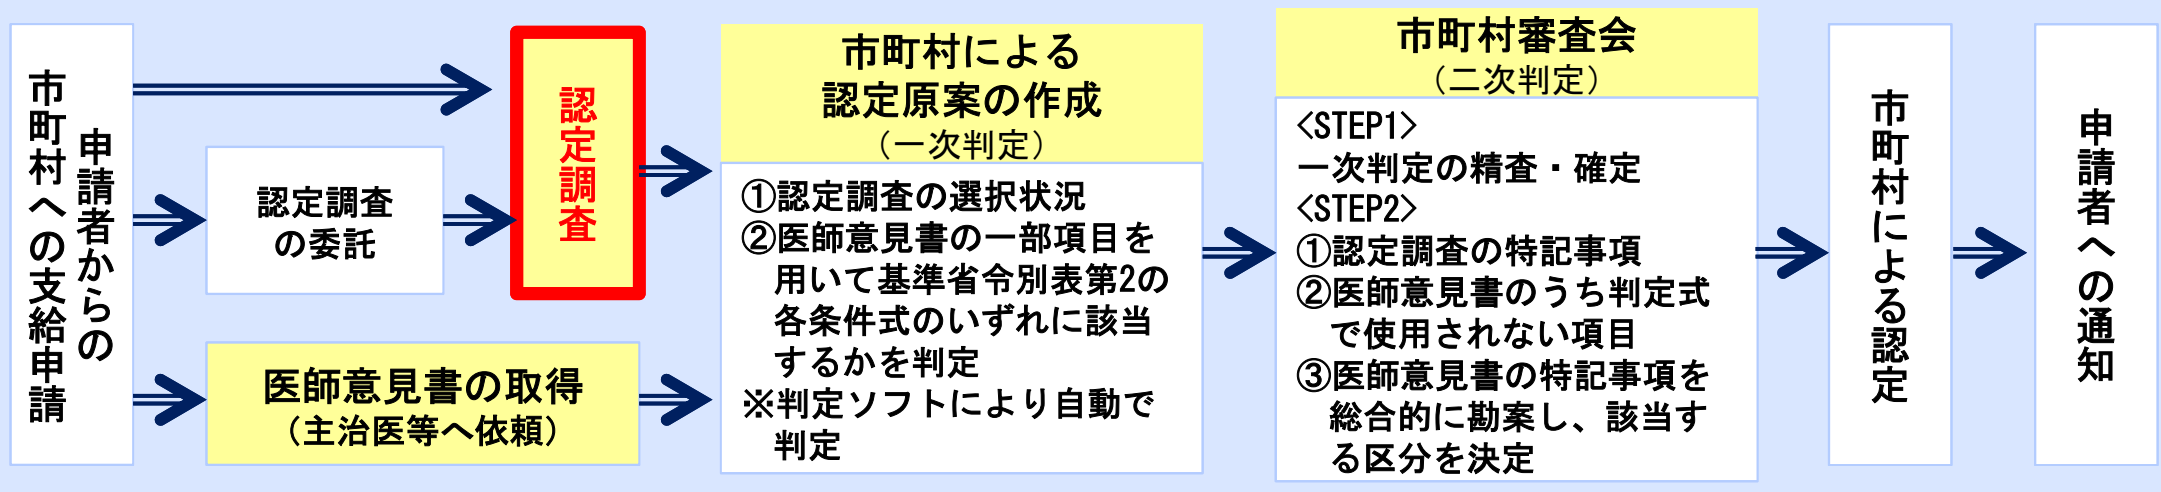 申請者からの
市町村への支給申請
認定調査
の委託
医師意見書の取得
（主治医等へ依頼）
認定調査
市町村による
認定原案の作成
（一次判定）
①認定調査の選択状況
②医師意見書の一部項目を
用いて基準省令別表第2の
各条件式のいずれに該当
するかを判定
※判定ソフトにより自動で
判定
市町村審査会
（二次判定）
<STEP1>
一次判定の精査・確定
<STEP2>
①認定調査の特記事項
②医師意見書のうち判定式
で使用されない項目
③医師意見書の特記事項を
総合的に勘案し、該当す
る区分を決定
市町村による認定
申請者への通知